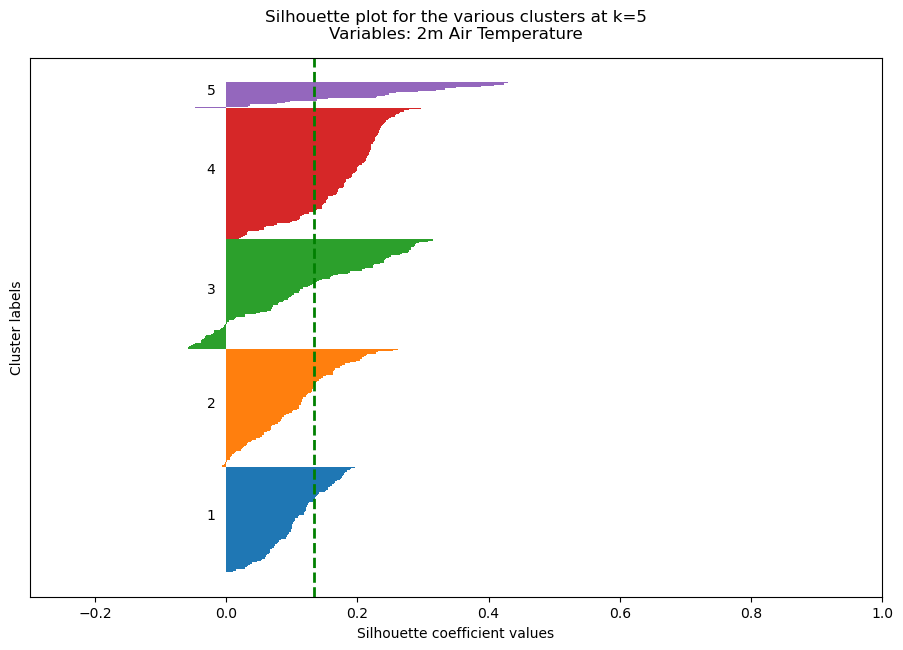 Silhouette plot for the various clusters at k=5
Variables: 2m Air Temperature
5
4
3
2
1
Cluster labels
−0.2 0.0 0.2 0.4 0.6 0.8 1.0
Silhouette coefficient values